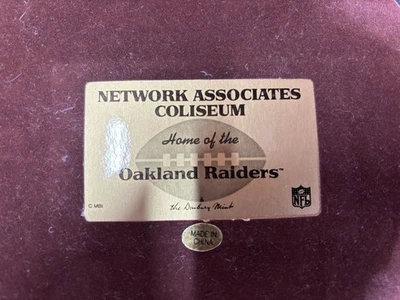 NETWORK ASSOCIATES
COLISEUM
Home of the
Oakland Raiders™
© MBI
The Danbury Mint
NFL
MADE IN
CHINA